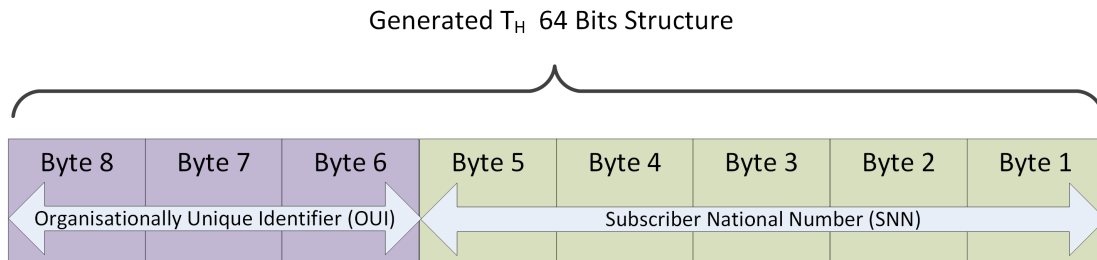 Generated T_H 64 Bits Structure
Byte 8 Byte 7 Byte 6 Byte 5 Byte 4 Byte 3 Byte 2 Byte 1
Organisationally Unique Identifier (OUI) Subscriber National Number (SNN)